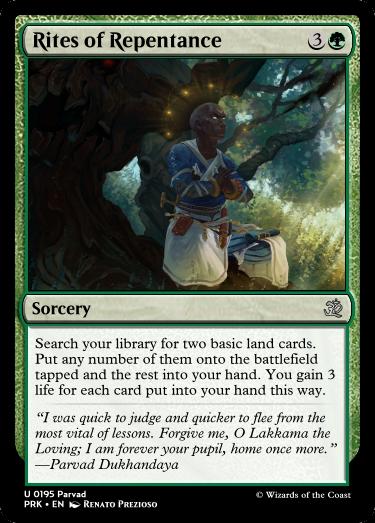 Rites of Repentance 3
Sorcery
Search your library for two basic land cards.
Put any number of them onto the battlefield
tapped and the rest into your hand. You gain 3
life for each card put into your hand this way.
“I was quick to judge and quicker to flee from the
most vital of lessons. Forgive me, O Lakkama the
Loving; I am forever your pupil, home once more.”
—Parvad Dukhandaya
U 0195 Parvad
PRK • EN RENATO PREZIOSO © Wizards of the Coast